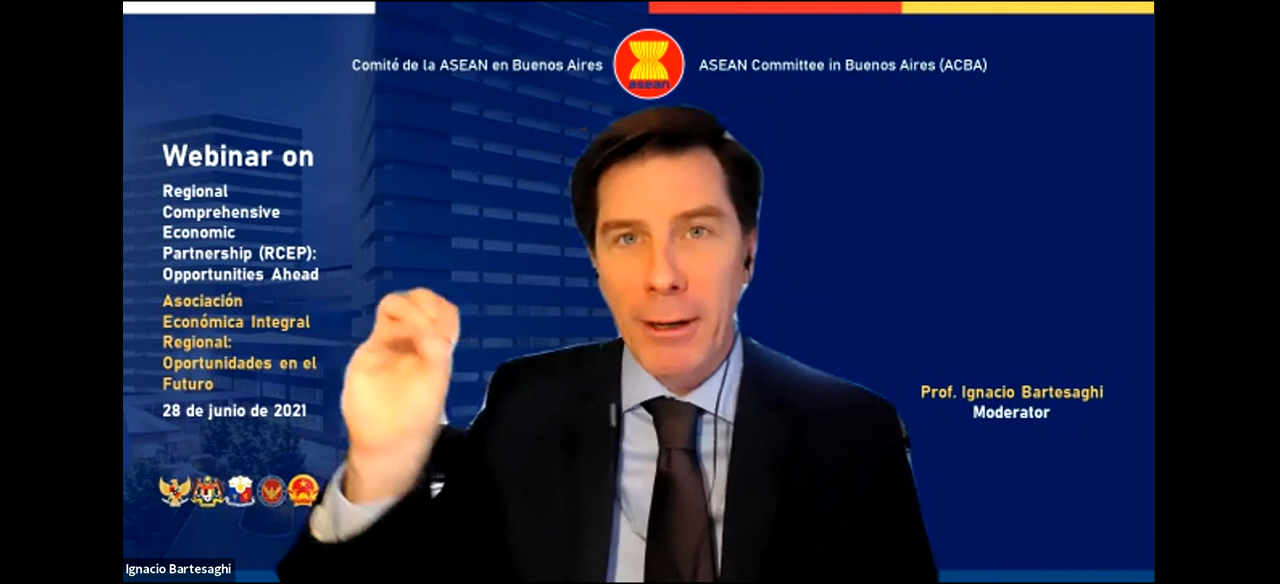 Comité de la ASEAN en Buenos Aires
asean
ASEAN Committee in Buenos Aires (ACBA)
Webinar on
Regional
Comprehensive
Economic
Partnership (RCEP):
Opportunities Ahead
Asociación
Económica Integral
Regional:
Oportunidades en el
Futuro
28 de junio de 2021
Prof. Ignacio Bartesaghi
Moderator
Ignacio Bartesaghi